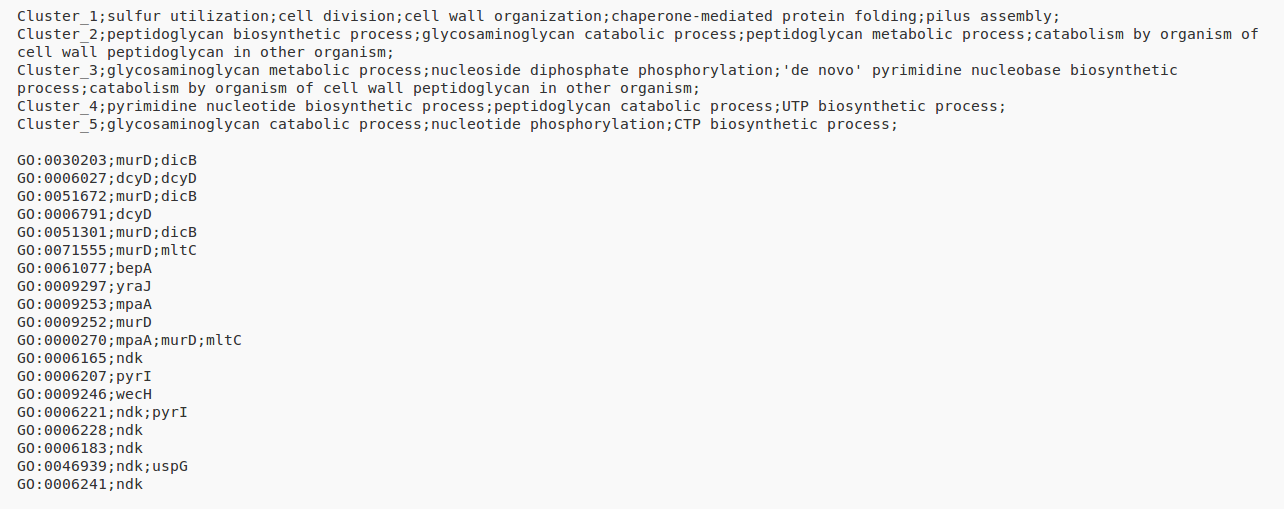 Cluster_1;sulfur utilization;cell division;cell wall organization;chaperone-mediated protein folding;pilus assembly;
Cluster_2;peptidoglycan biosynthetic process;glycosaminoglycan catabolic process;peptidoglycan metabolic process;catabolism by organism of
cell wall peptidoglycan in other organism;
Cluster_3;glycosaminoglycan metabolic process;nucleoside diphosphate phosphorylation;'de novo' pyrimidine nucleobase biosynthetic
process;catabolism by organism of cell wall peptidoglycan in other organism;
Cluster_4;pyrimidine nucleotide biosynthetic process;peptidoglycan catabolic process;UTP biosynthetic process;
Cluster_5;glycosaminoglycan catabolic process;nucleotide phosphorylation;CTP biosynthetic process;

GO:0030203;murD;dicB
GO:0006027;dcyD;dcyD
GO:0051672;murD;dicB
GO:0006791;dcyD
GO:0051301;murD;dicB
GO:0071555;murD;mltC
GO:0061077;bepA
GO:0009297;yraJ
GO:0009253;mpaA
GO:0009252;murD
GO:0000270;mpaA;murD;mltC
GO:0006165;ndk
GO:0006207;pyrI
GO:0009246;wecH
GO:0006221;ndk;pyrI
GO:0006228;ndk
GO:0006183;ndk
GO:0046939;ndk;uspG
GO:0006241;ndk